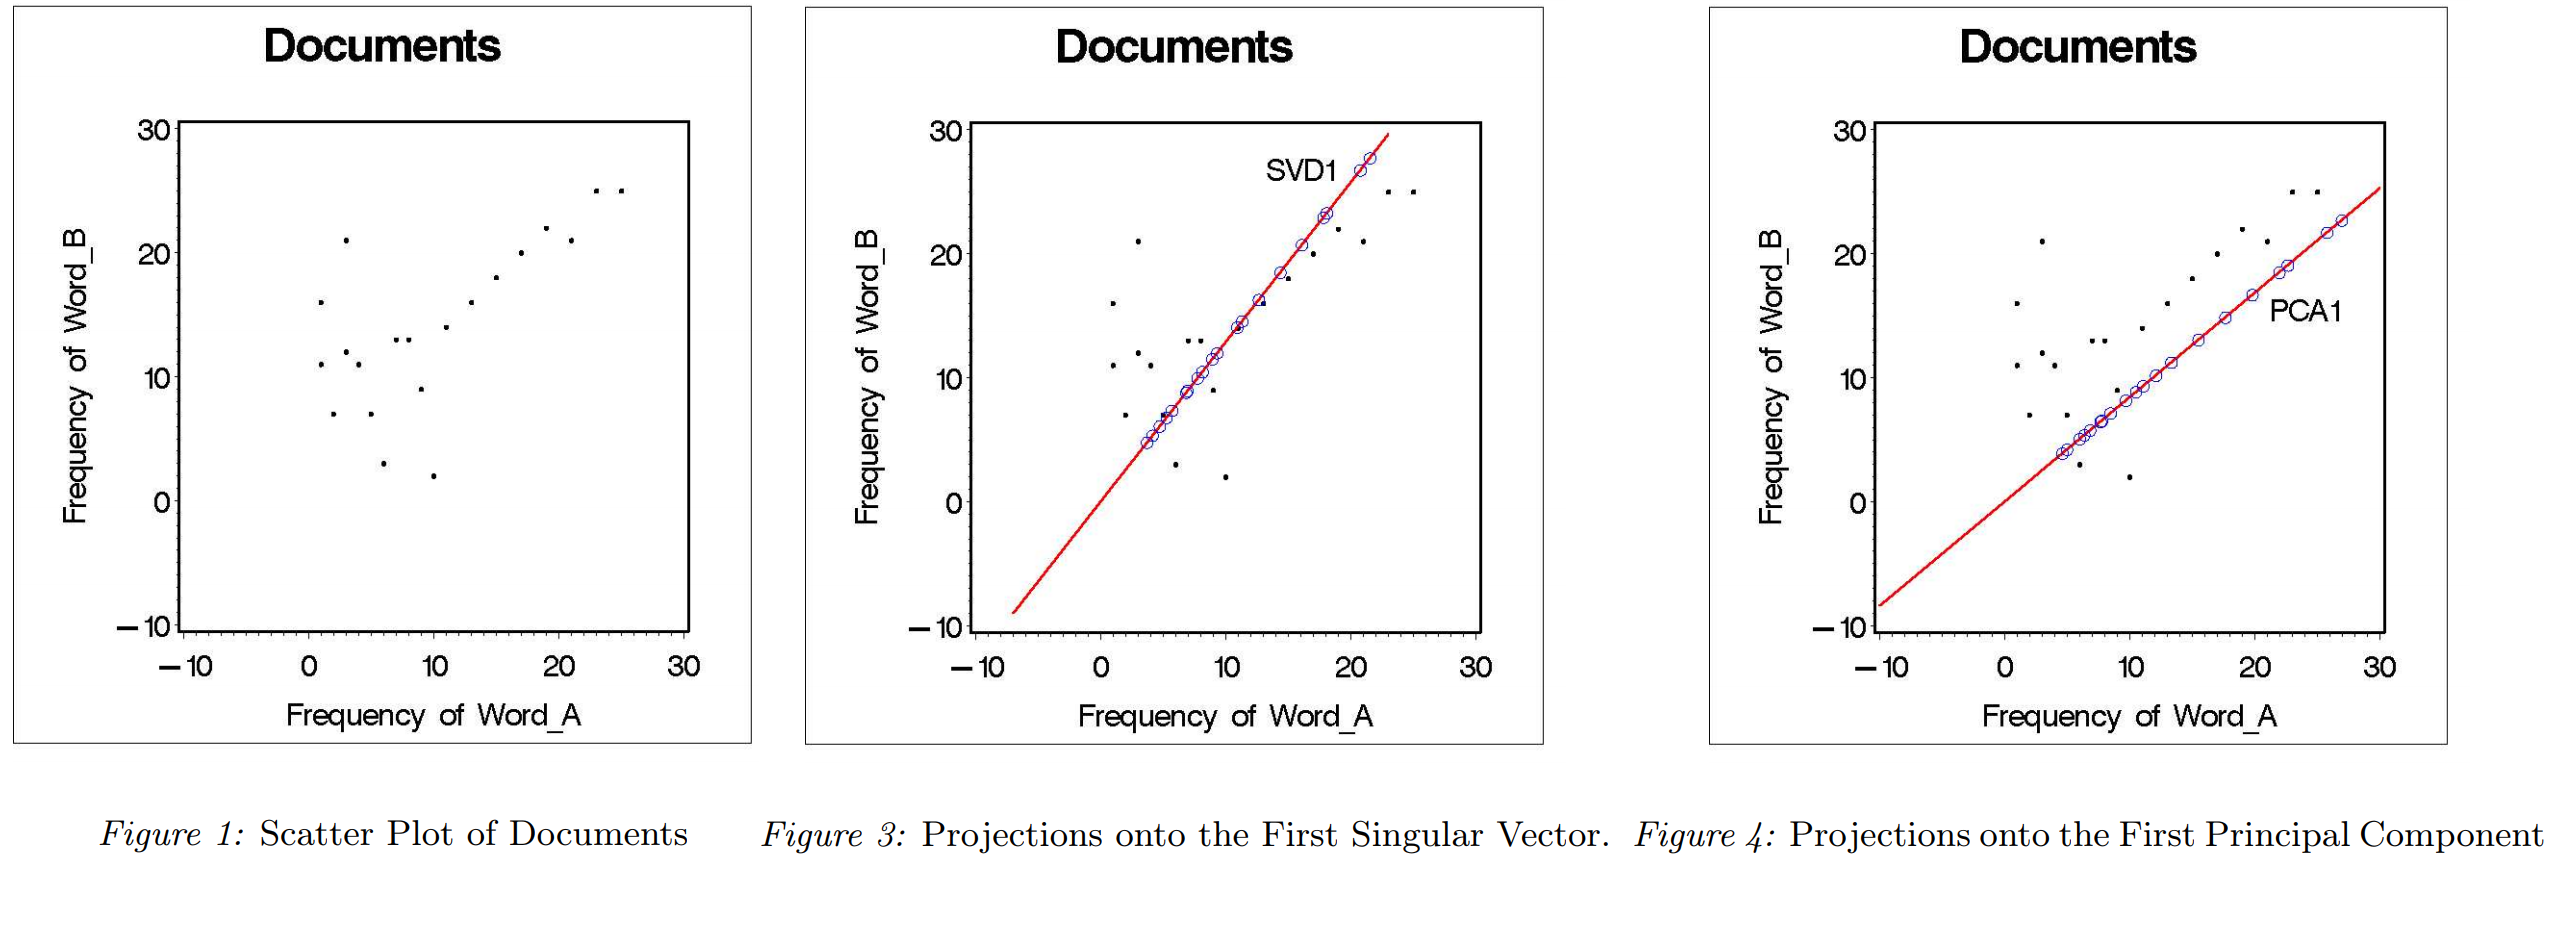 Documents
30
20
10
0
−10
Frequency of Word_B
−10 0 10 20 30
Frequency of Word_A
Figure 1: Scatter Plot of Documents
Documents
SVD1
30
20
10
0
−10
Frequency of Word_B
−10 0 10 20 30
Frequency of Word_A
Figure 3: Projections onto the First Singular Vector.
Documents
30
20
10
0
−10
PCA1
Frequency of Word_B
−10 0 10 20 30
Frequency of Word_A
Figure 4: Projections onto the First Principal Component